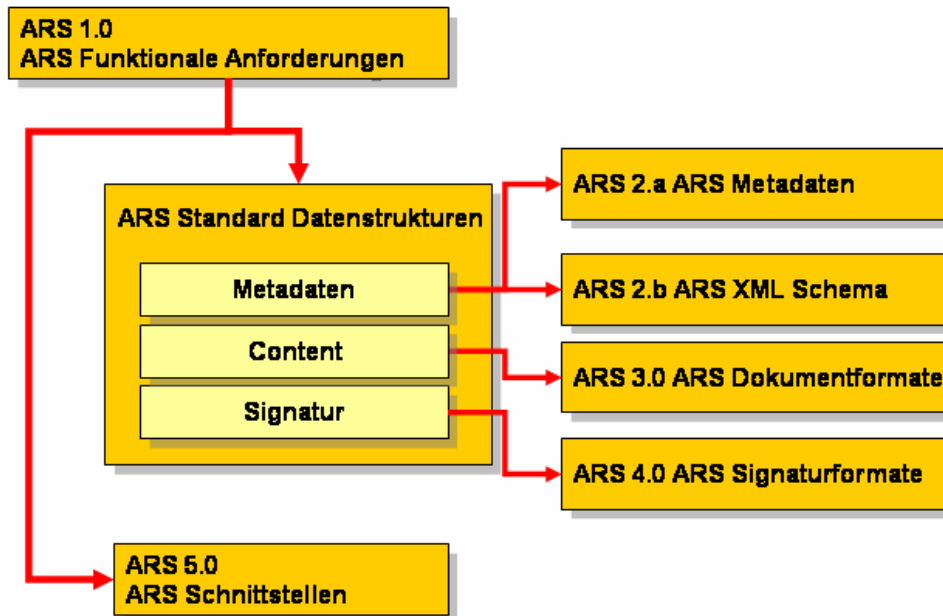 ARS 1.0
ARS Funktionale Anforderungen
ARS Standard Datenstrukturen
Metadaten
Content
Signatur
ARS 2.a ARS Metadaten
ARS 2.b ARS XML Schema
ARS 3.0 ARS Dokumentformate
ARS 4.0 ARS Signaturformate
ARS 5.0
ARS Schnittstellen